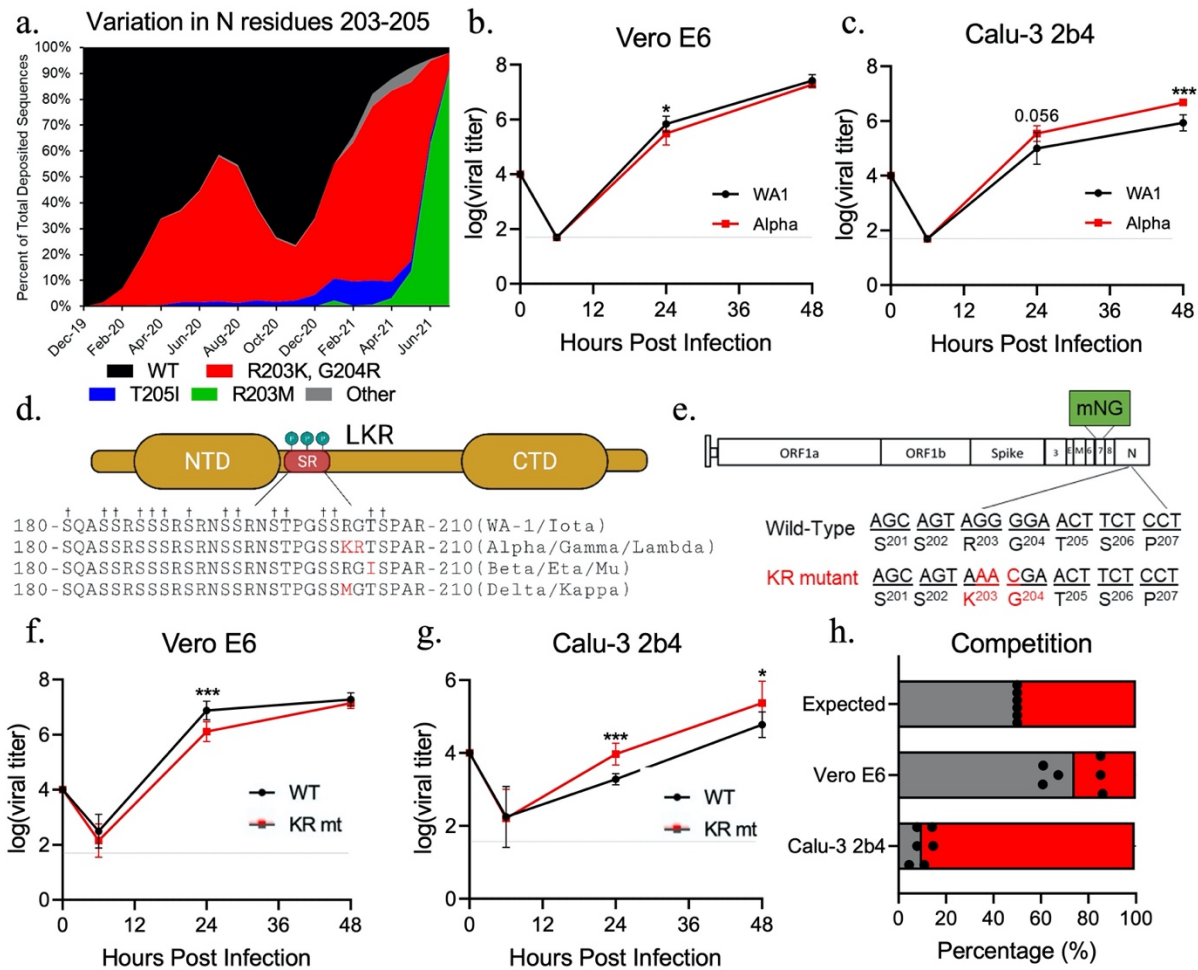 a.
Variation in N residues 203-205
Percent of Total Deposited Sequences
100%
90%
80%
70%
60%
50%
40%
30%
20%
10%
0%
Dec-19
Feb-20
Apr-20
Jun-20
Aug-20
Oct-20
Dec-20
Feb-21
Apr-21
Jun-21
WT
R203K, G204R
T205I
R203M
Other
b.
Vero E6
log(viral titer)
8
6
4
2
0
*
WA1
Alpha
0
12
24
36
48
Hours Post Infection
c.
Calu-3 2b4
log(viral titer)
8
6
4
2
0
0.056
***
WA1
Alpha
0
12
24
36
48
Hours Post Infection
d.
LKR
P P P
NTD
SR
CTD
† † † † † † † † † † † † † †
180-SQASSRSSSRSRNSSRNSTPGSSRGTSPAR-210(WA-1/Iota)
180-SQASSRSSSRSRNSSRNSTPGSSKRTSPAR-210(Alpha/Gamma/Lambda)
180-SQASSRSSSRSRNSSRNSTPGSSRGISPAR-210(Beta/Eta/Mu)
180-SQASSRSSSRSRNSSRNSTPGSSMGTSPAR-210(Delta/Kappa)
e.
mNG
ORF1a
ORF1b
Spike
3
E
M
6
7
8
N
Wild-Type
AGC AGT AGG GGA ACT TCT CCT
S201 S202 R203 G204 T205 S206 P207
KR mutant
AGC AGT AAA CGA ACT TCT CCT
S201 S202 K203 G204 T205 S206 P207
f.
Vero E6
log(viral titer)
8
6
4
2
0
***
WT
KR mt
0
12
24
36
48
Hours Post Infection
g.
Calu-3 2b4
log(viral titer)
6
4
2
0
***
*
WT
KR mt
0
12
24
36
48
Hours Post Infection
h.
Competition
Expected
Vero E6
Calu-3 2b4
0
20
40
60
80
100
Percentage (%)